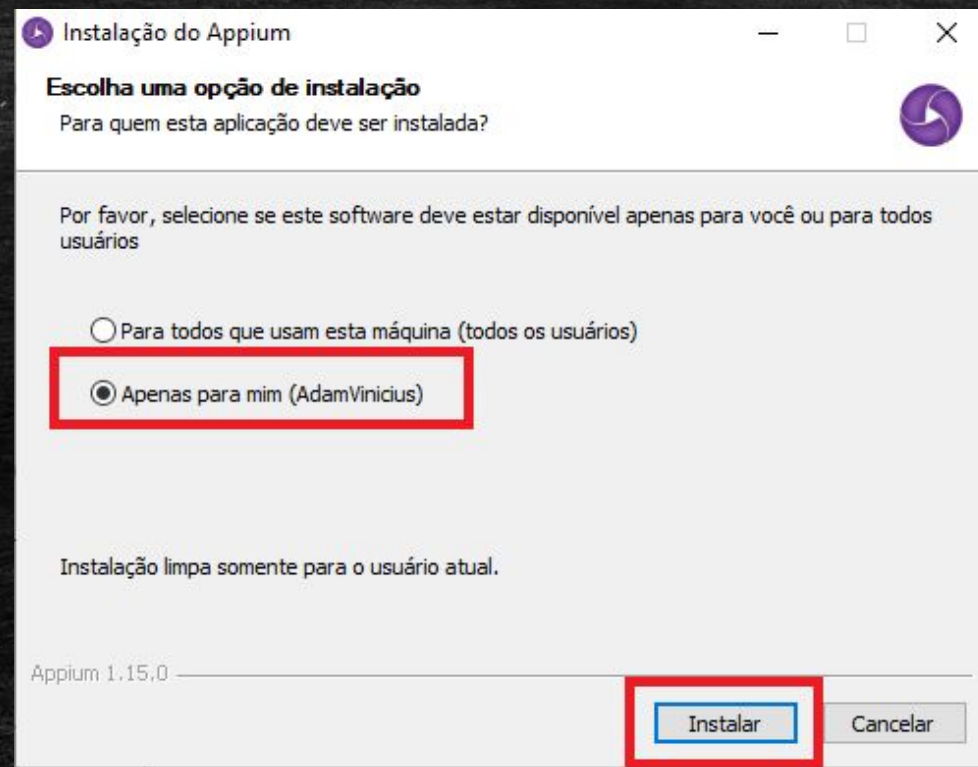 Instalação do Appium
Escolha uma opção de instalação
Para quem esta aplicação deve ser instalada?
Por favor, selecione se este software deve estar disponível apenas para você ou para todos
usuários
Para todos que usam esta máquina (todos os usuários)
Apenas para mim (AdamVinicius)
Instalação limpa somente para o usuário atual.
Appium 1.15.0
Instalar Cancelar